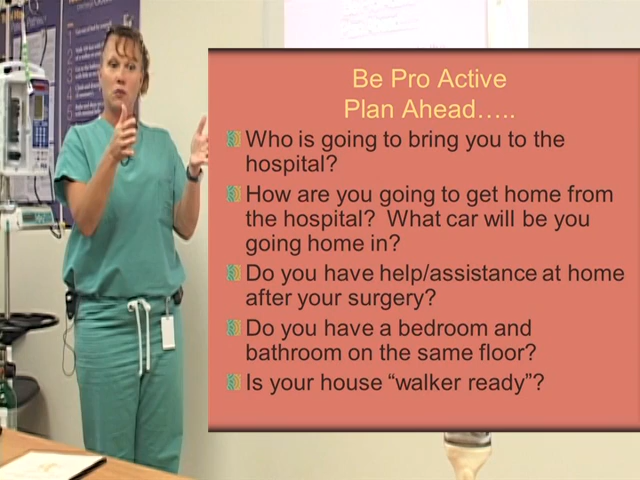 Be Pro Active
Plan Ahead…..
Who is going to bring you to the
hospital?
How are you going to get home from
the hospital?  What car will be you
going home in?
Do you have help/assistance at home
after your surgery?
Do you have a bedroom and
bathroom on the same floor?
Is your house “walker ready”?